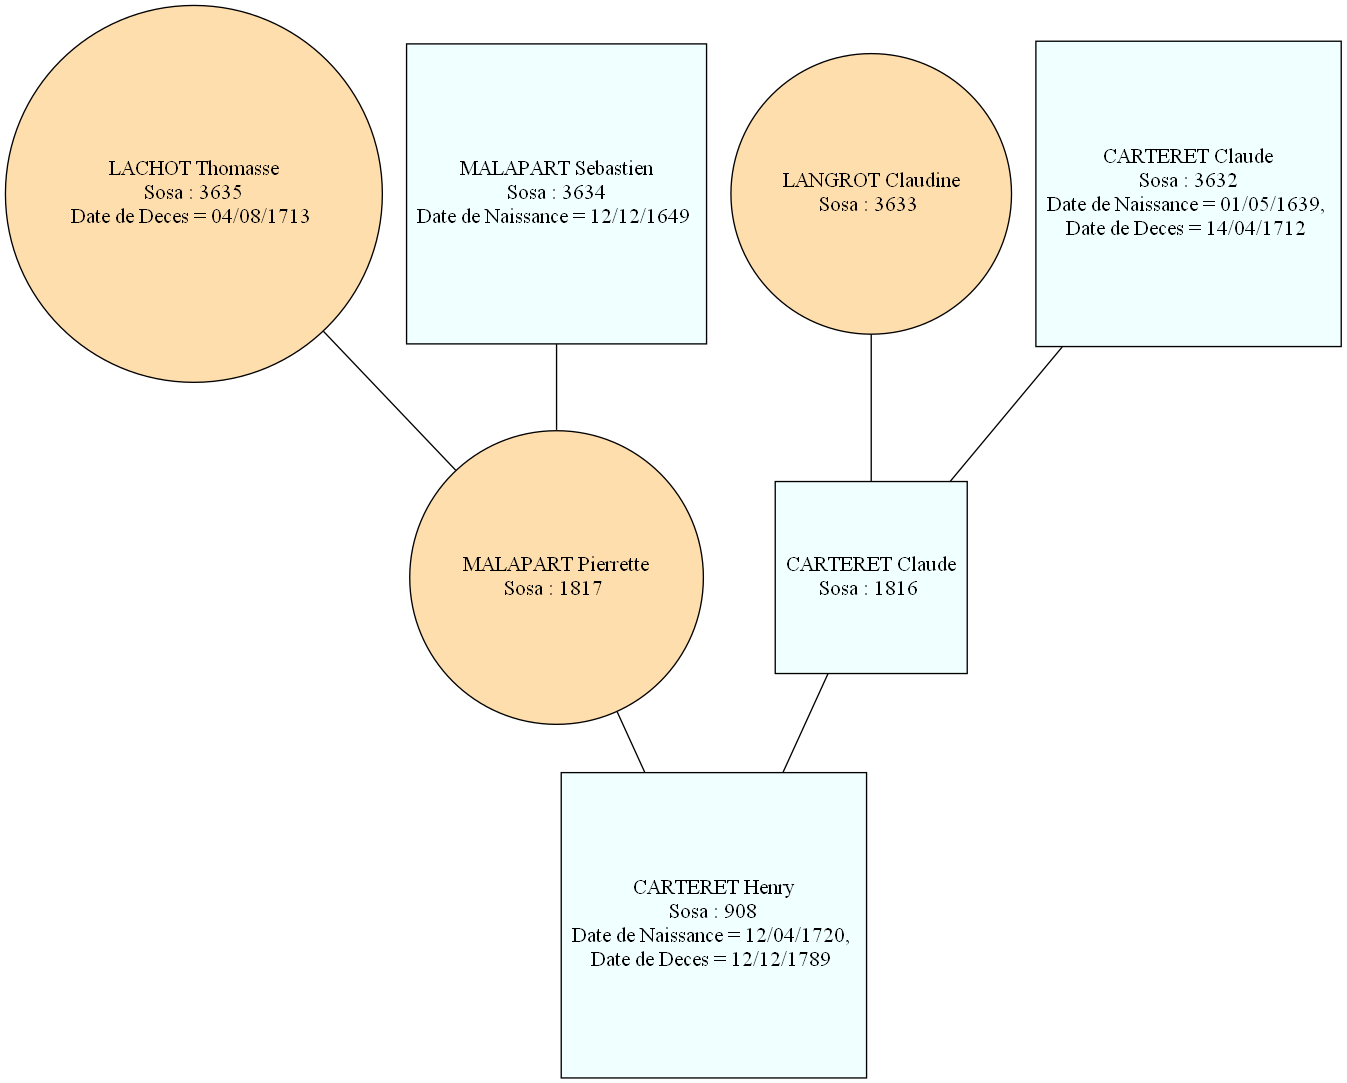 LACHOT Thomasse
Sosa : 3635
Date de Deces = 04/08/1713
MALAPART Sebastien
Sosa : 3634
Date de Naissance = 12/12/1649
LANGROT Claudine
Sosa : 3633
CARTERET Claude
Sosa : 3632
Date de Naissance = 01/05/1639,
Date de Deces = 14/04/1712
MALAPART Pierrette
Sosa : 1817
CARTERET Claude
Sosa : 1816
CARTERET Henry
Sosa : 908
Date de Naissance = 12/04/1720,
Date de Deces = 12/12/1789